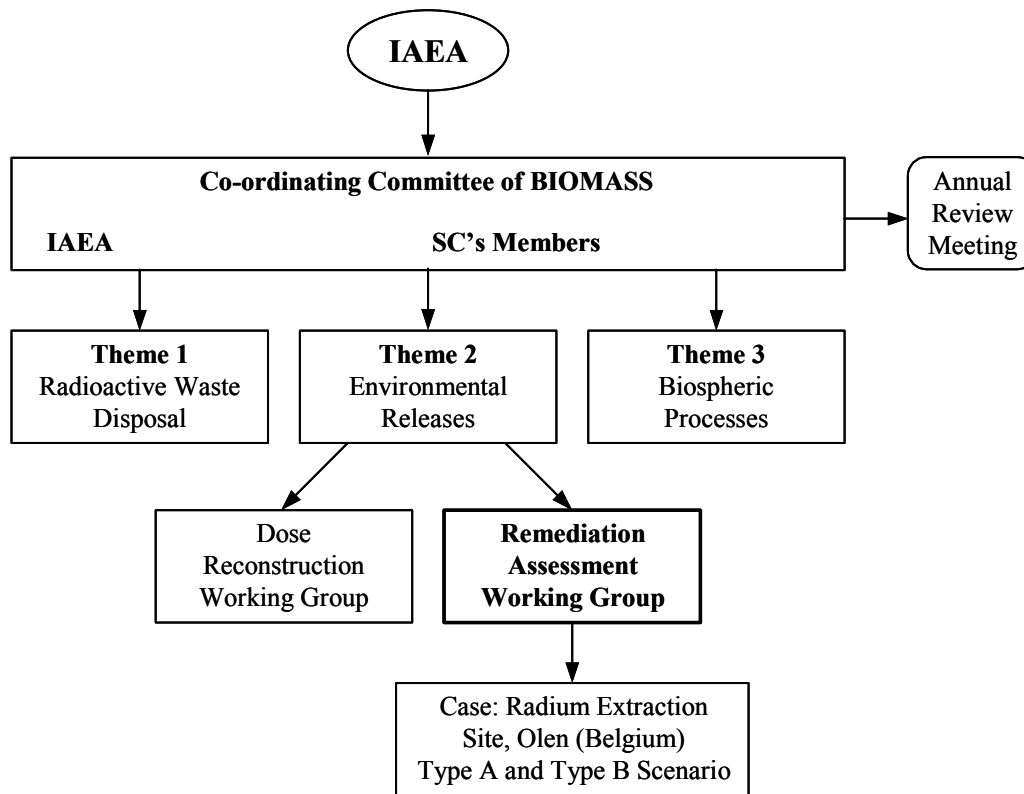 IAEA
Co-ordinating Committee of BIOMASS
IAEA
SC's Members
Annual
Review
Meeting
Theme 1
Radioactive Waste
Disposal
Theme 2
Environmental
Releases
Theme 3
Biospheric
Processes
Dose
Reconstruction
Working Group
Remediation
Assessment
Working Group
Case: Radium Extraction
Site, Olen (Belgium)
Type A and Type B Scenario